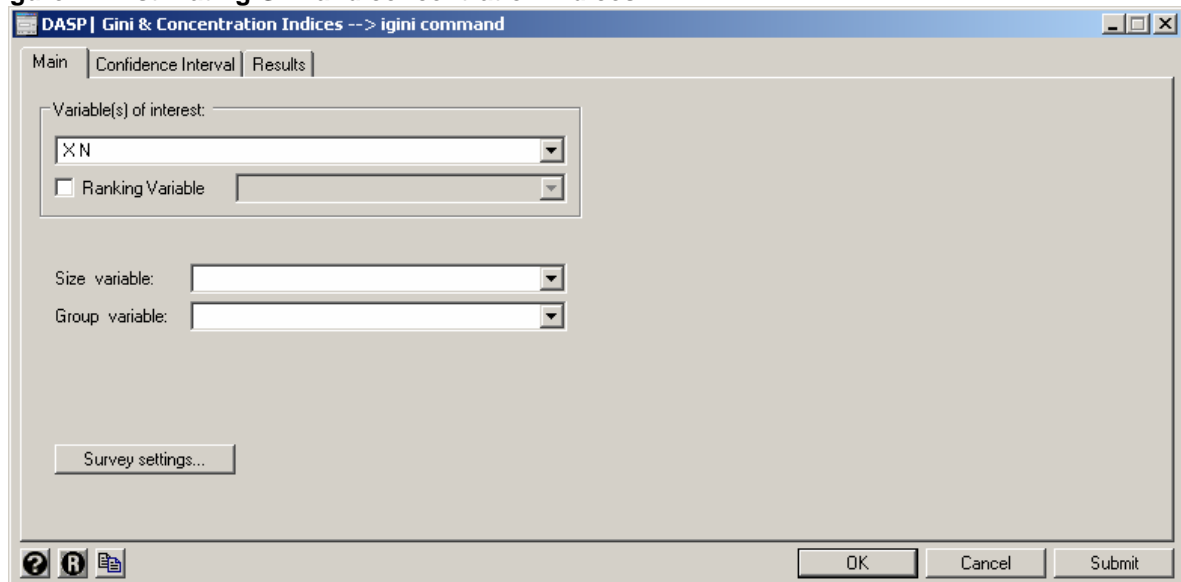 DASP| Gini & Concentration Indices --> igini command
Main Confidence Interval Results
Variable(s) of interest:
X N
Ranking Variable
Size variable:
Group variable:
Survey settings...
OK Cancel Submit